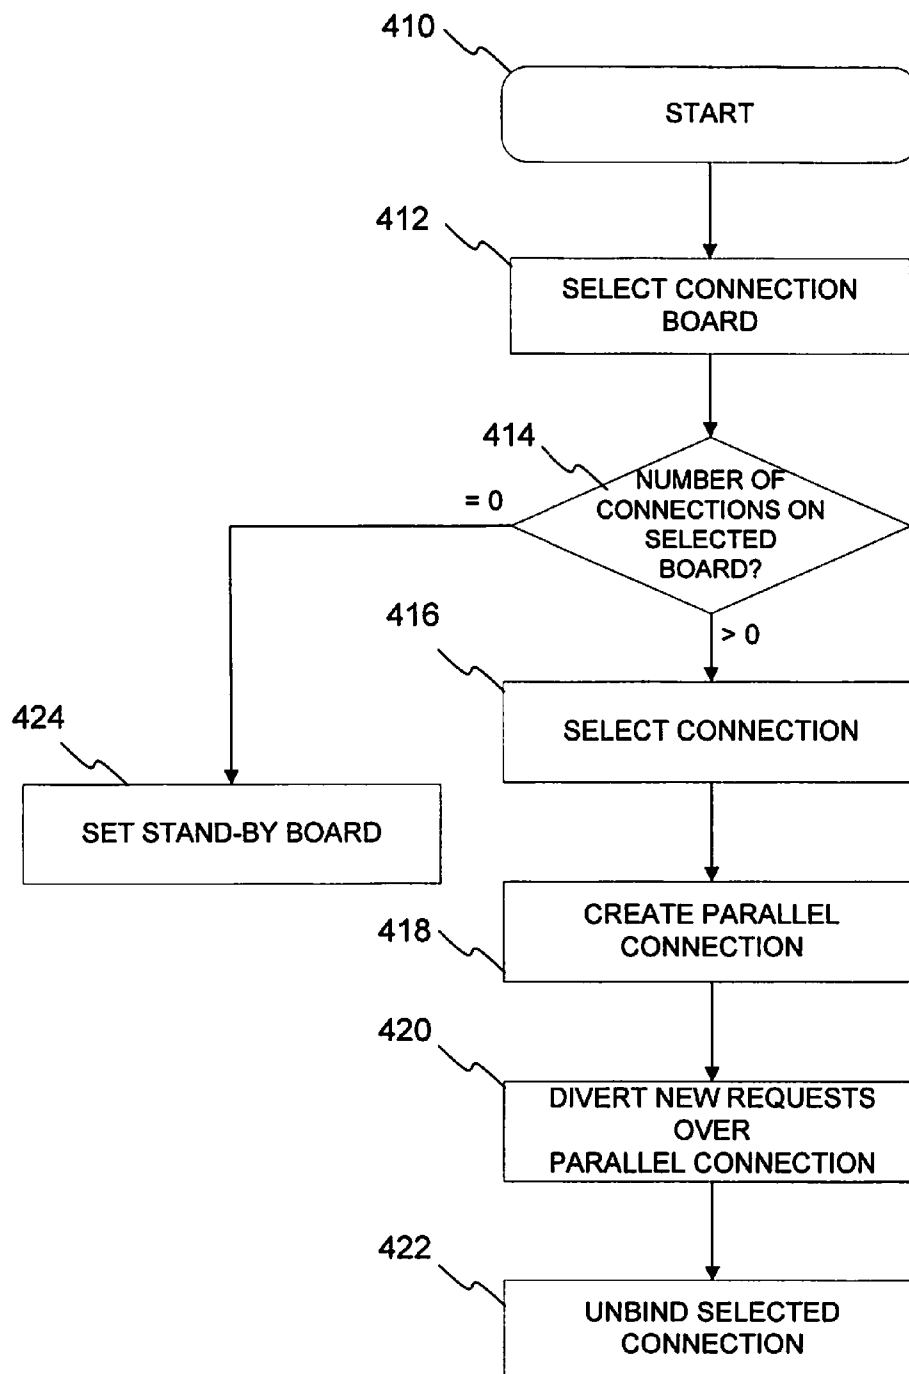 410
START
412
SELECT CONNECTION
BOARD
414
NUMBER OF
CONNECTIONS ON
SELECTED
BOARD?
= 0
> 0
416
SELECT CONNECTION
424
SET STAND-BY BOARD
418
CREATE PARALLEL
CONNECTION
420
DIVERT NEW REQUESTS
OVER
PARALLEL CONNECTION
422
UNBIND SELECTED
CONNECTION